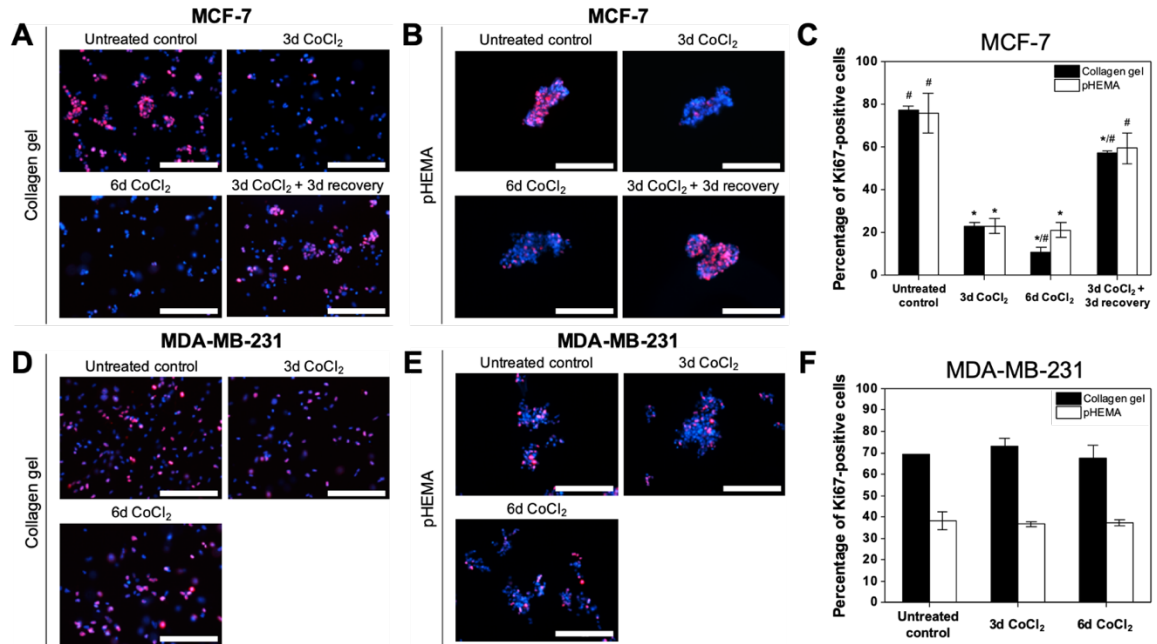 MCF-7
A
Untreated control
3d CoCl₂
Collagen gel
6d CoCl₂
3d CoCl₂ + 3d recovery
MCF-7
B
Untreated control
3d CoCl₂
pHEMA
6d CoCl₂
3d CoCl₂ + 3d recovery
C
MCF-7
Percentage of Ki67-positive cells
100
80
60
40
20
0
Collagen gel
pHEMA
# #
* *
*/# *
*/# #
Untreated control
3d CoCl₂
6d CoCl₂
3d CoCl₂ + 3d recovery
MDA-MB-231
D
Untreated control
3d CoCl₂
Collagen gel
6d CoCl₂
MDA-MB-231
E
Untreated control
3d CoCl₂
pHEMA
6d CoCl₂
F
MDA-MB-231
Percentage of Ki67-positive cells
100
90
80
70
60
50
40
30
20
10
0
Collagen gel
pHEMA
Untreated control
3d CoCl₂
6d CoCl₂